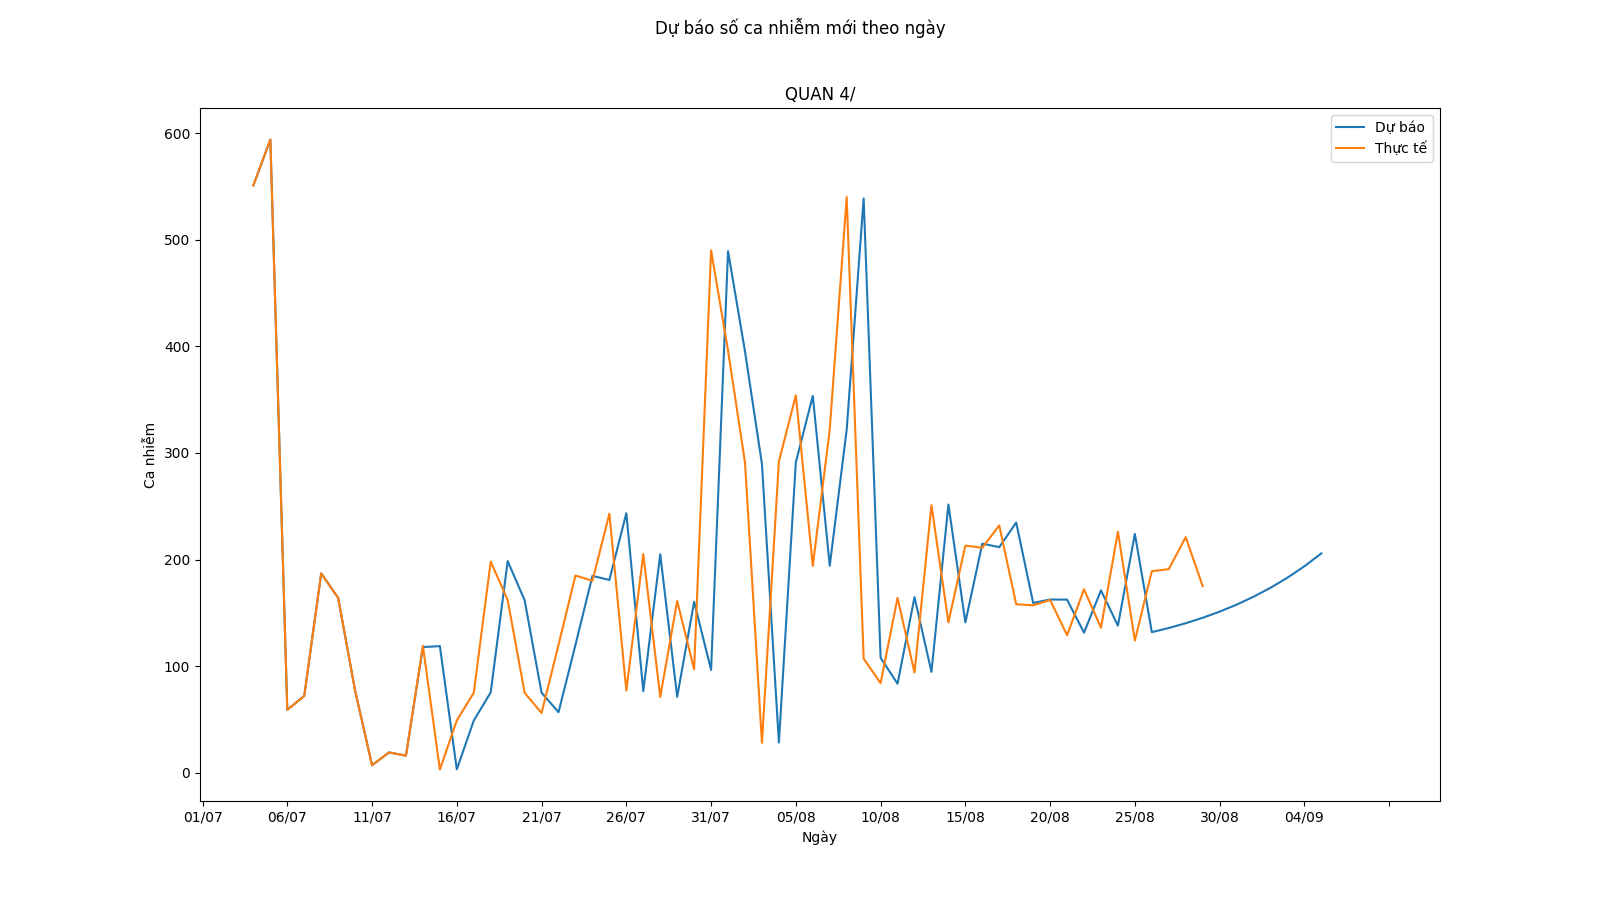 Dự báo số ca nhiễm mới theo ngày
QUAN 4/
Dự báo
Thực tế
600
500
400
300
200
100
0
Ca nhiễm
01/07 06/07 11/07 16/07 21/07 26/07 31/07 05/08 10/08 15/08 20/08 25/08 30/08 04/09
Ngày